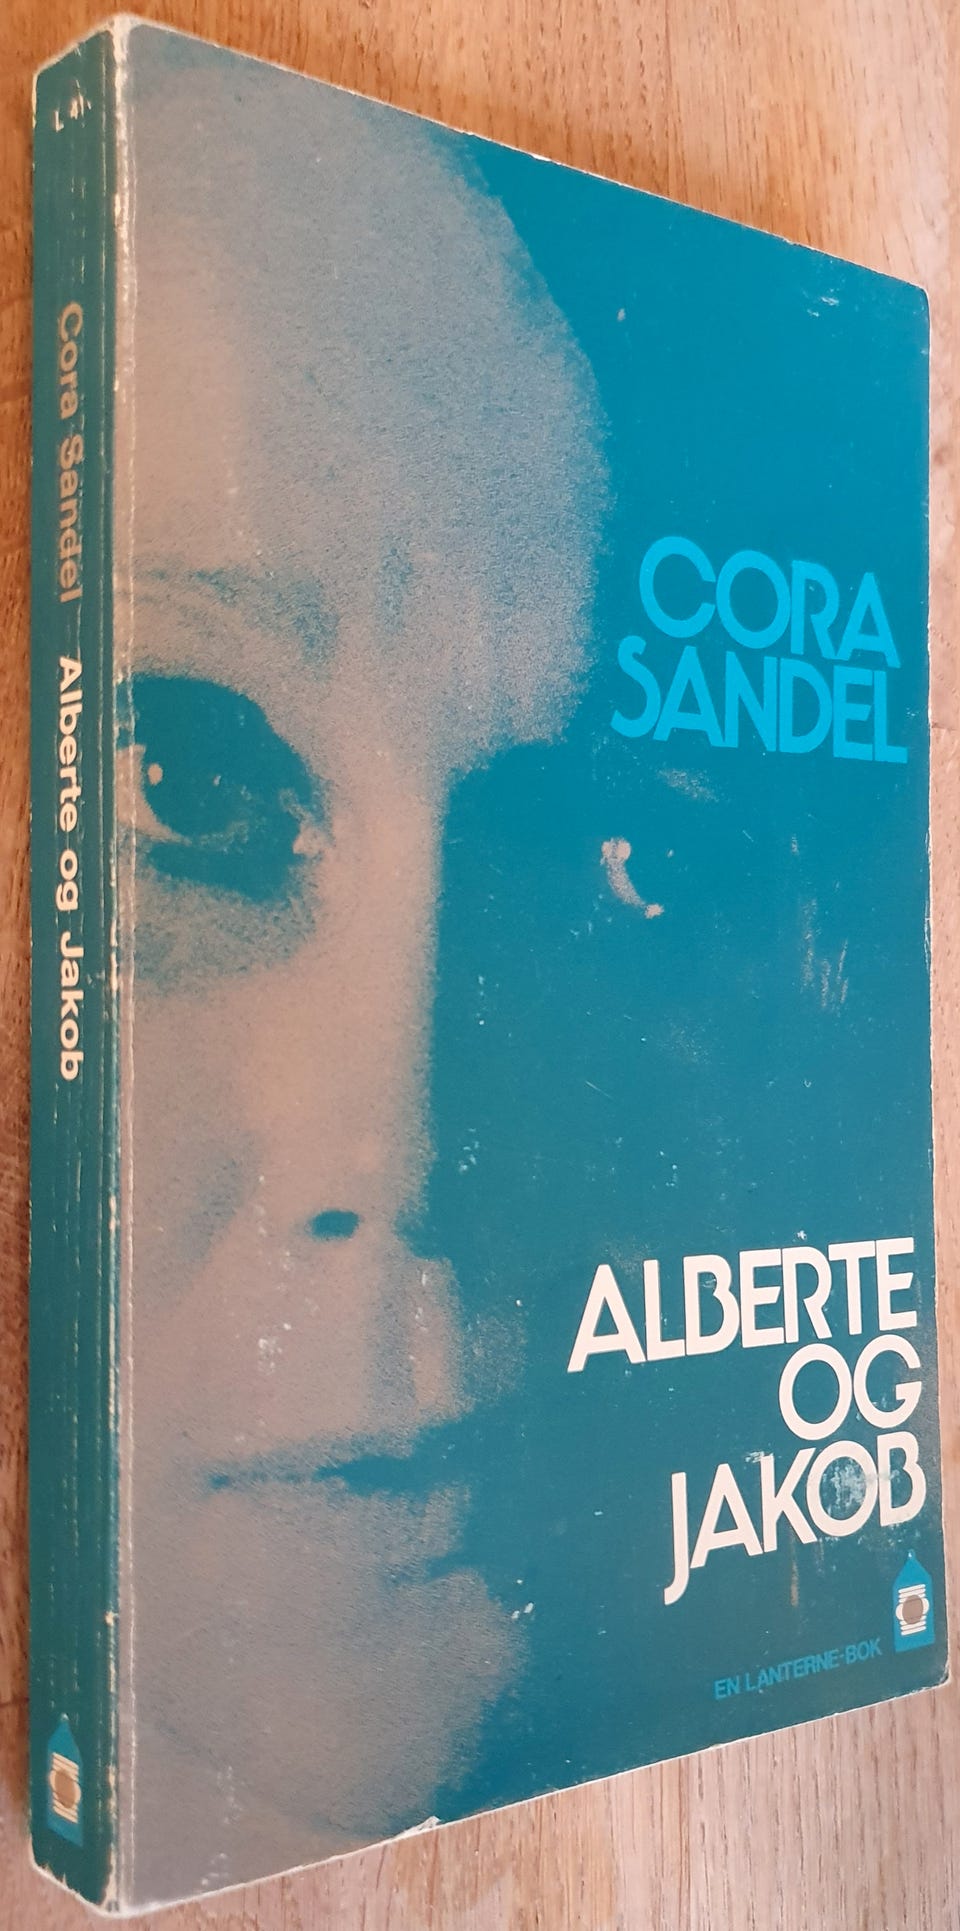 Cora Sandel Alberte og Jakob
CORA
SANDEL
ALBERTE
OG
JAKOB
EN LANTERNE-BOK